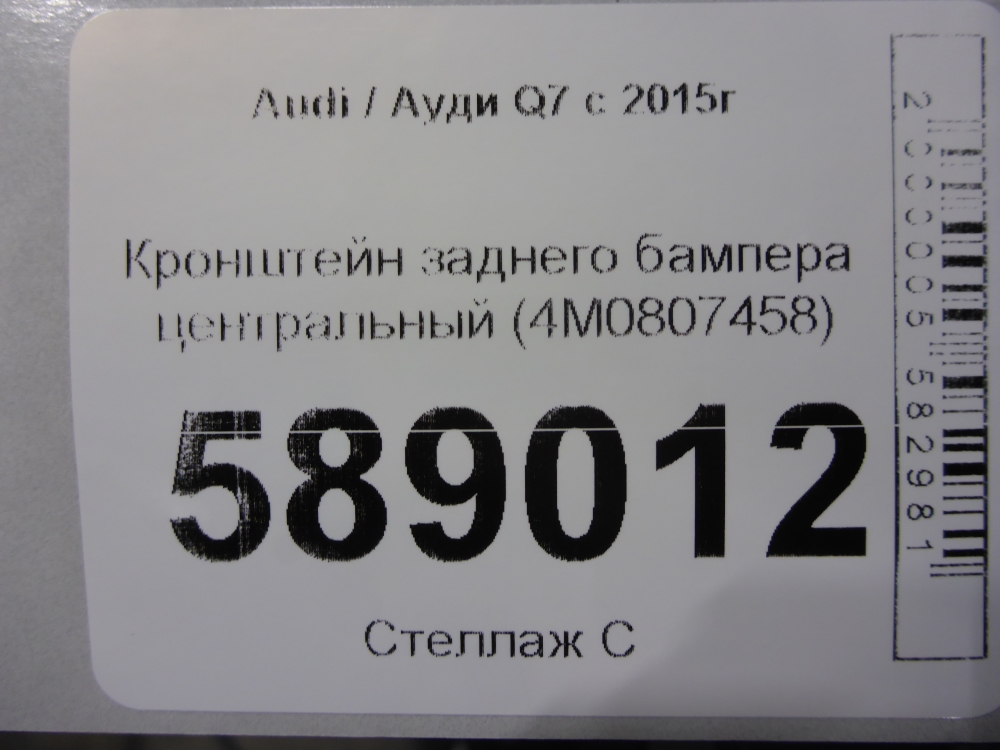 Audi / Ауди Q7 с 2015г
Кронштейн заднего бампера
центральный (4M0807458)
589012
Стеллаж С
2000005582981